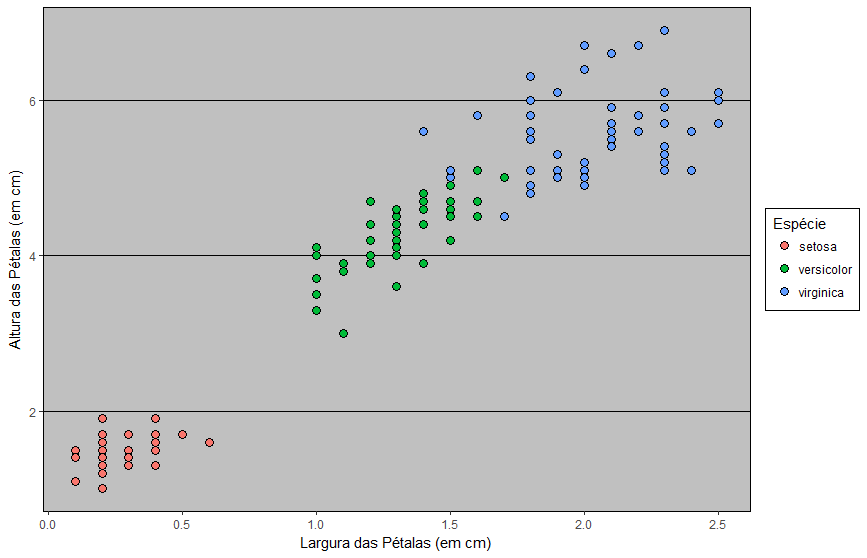 6
4
2
0.0 0.5 1.0 1.5 2.0 2.5
Largura das Pétalas (em cm)
Altura das Pétalas (em cm)
Espécie
setosa
versicolor
virginica